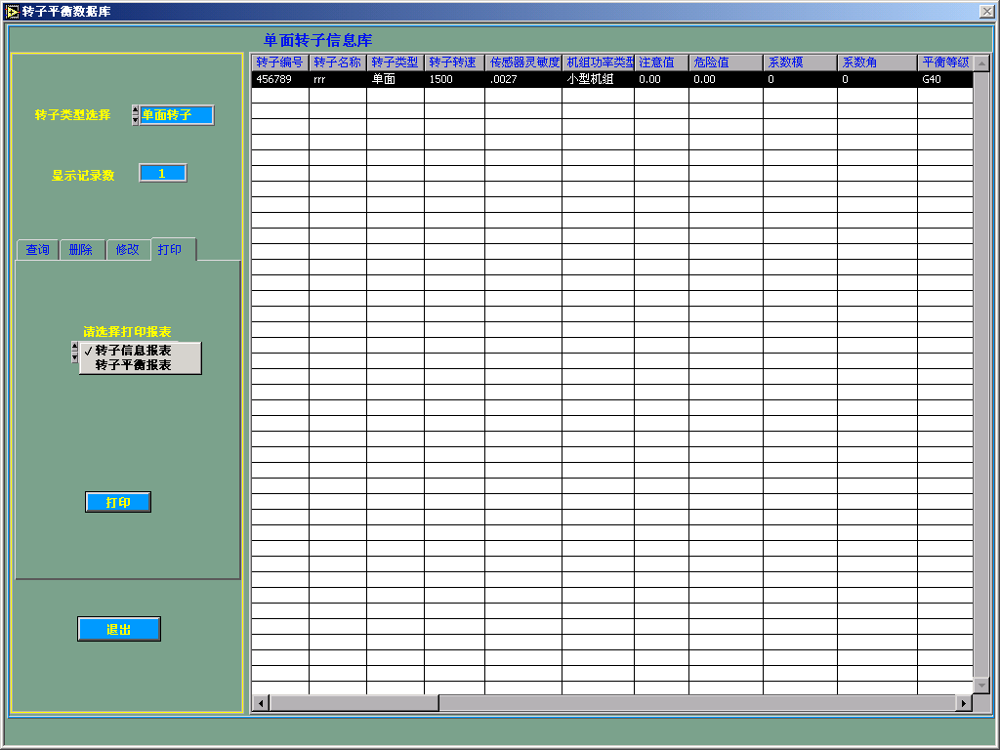 转子平衡数据库
单面转子信息库
转子类型选择 单面转子
显示记录数 1
查询 删除 修改 打印
请选择打印报表
✓转子信息报表
转子平衡报表
打印
退出
转子编号 转子名称 转子类型 转子转速 传感器灵敏度 机组功率类型 注意值 危险值 系数模 系数角 平衡等级
456789 rrr 单面 1500 .0027 小型机组 0.00 0.00 0 0 G40